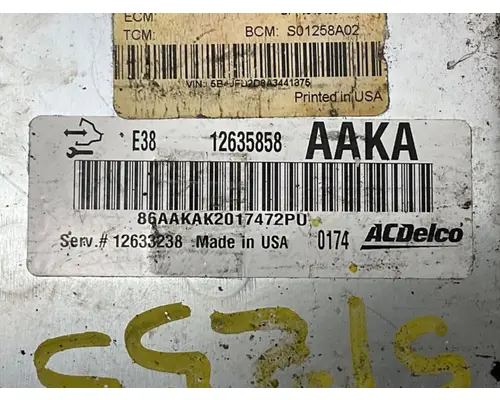 ECM:
TCM: BCM: S01258A02
Printed in USA
E38 12635858 AAKA
86AAKAK2017472PU
Serv.# 12633238 Made in USA 0174 ACDelco